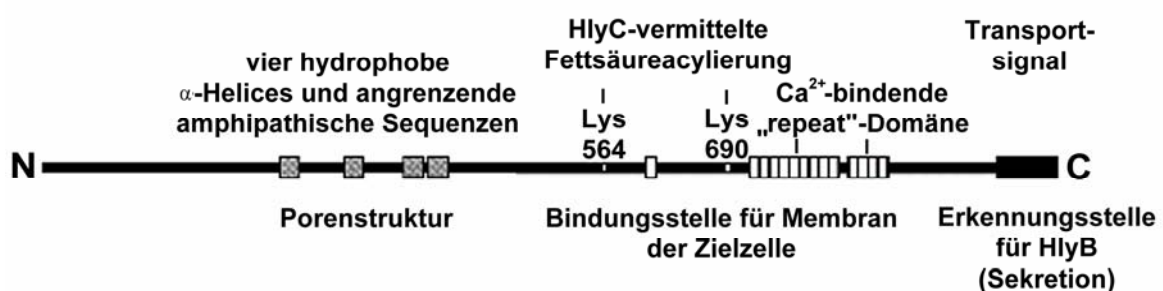 vier hydrophobe
α-Helices und angrenzende
amphipathische Sequenzen
HlyC-vermittelte
Fettsäureacylierung
Lys
564
Lys
690
Transport-
signal
Ca²⁺-bindende
„repeat"-Domäne
N
C
Porenstruktur
Bindungsstelle für Membran
der Zielzelle
Erkennungsstelle
für HlyB
(Sekretion)